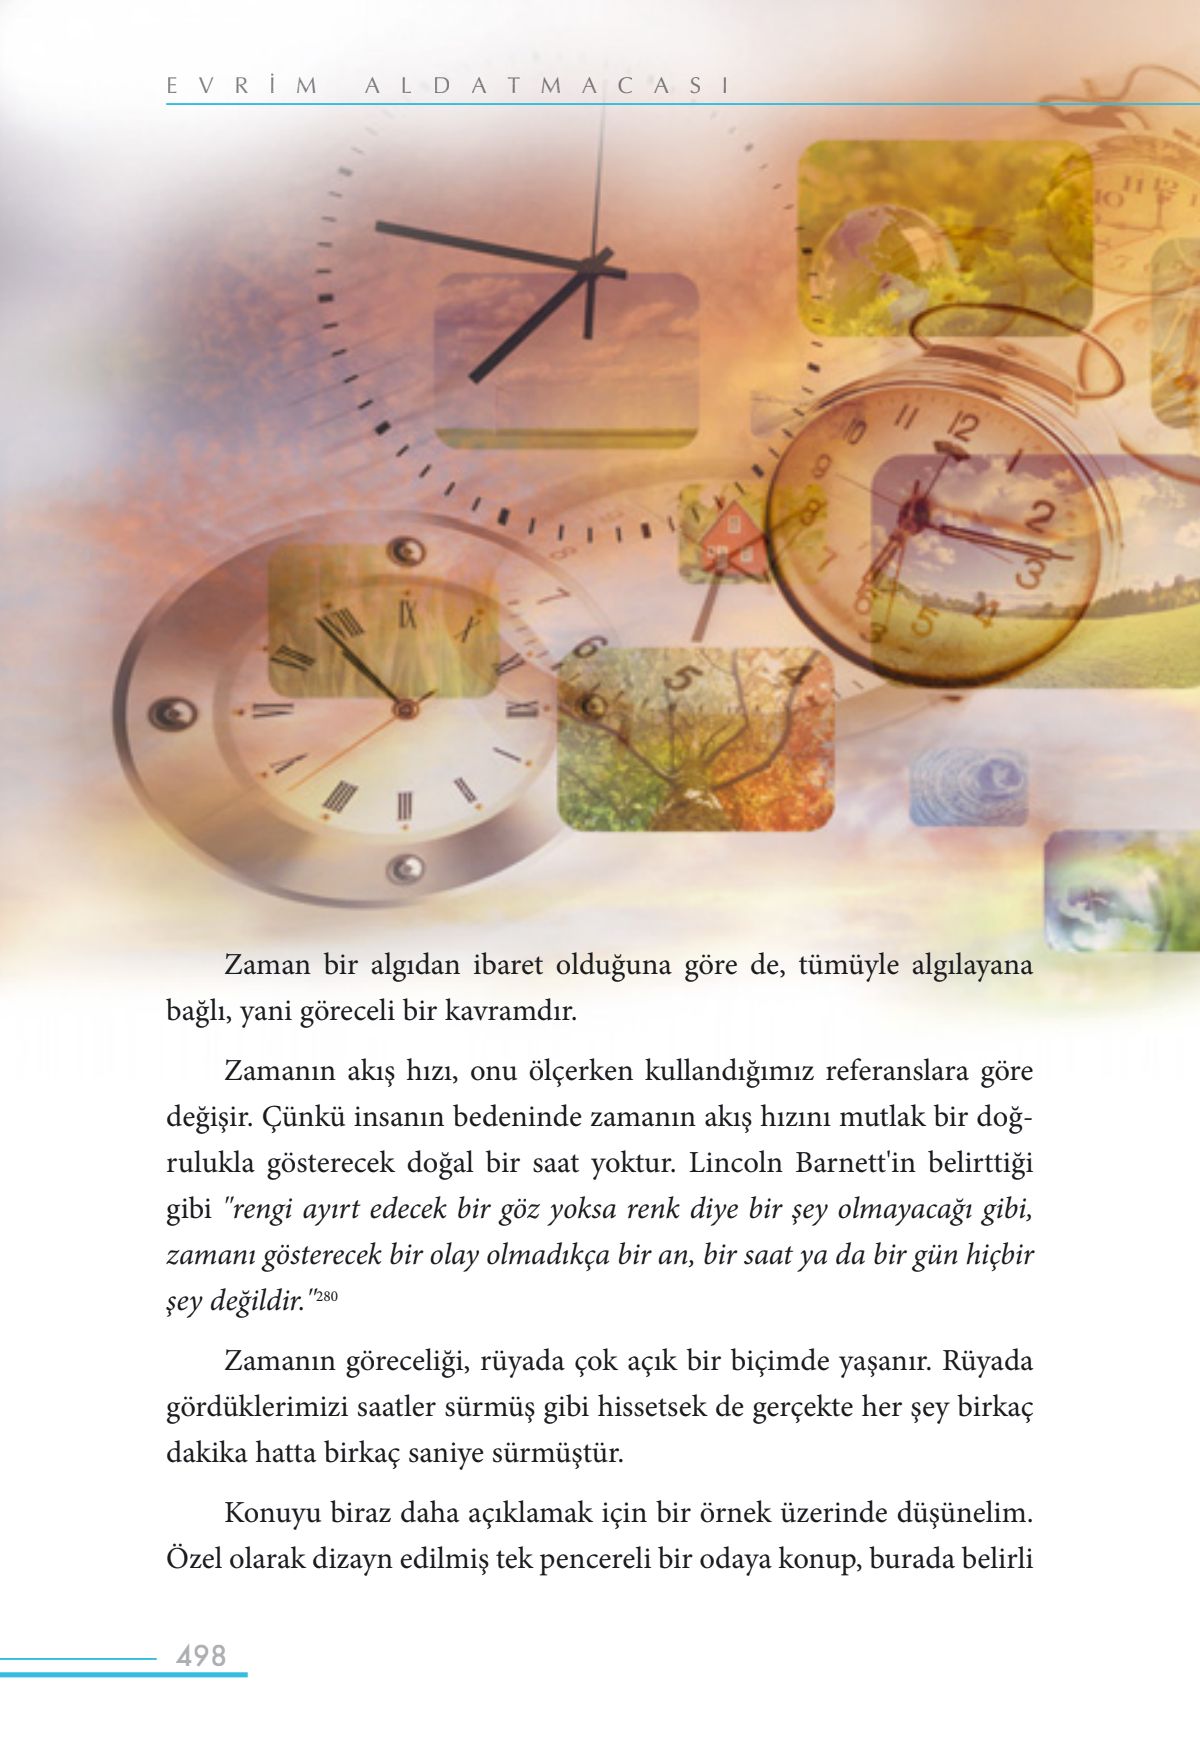 EVRİM ALDATMACASI
Zaman bir algıdan ibaret olduğuna göre de, tümüyle algılayana
bağlı, yani göreceli bir kavramdır.
Zamanın akış hızı, onu ölçerken kullandığımız referanslara göre
değişir. Çünkü insanın bedeninde zamanın akış hızını mutlak bir doğ-
rulukla gösterecek doğal bir saat yoktur. Lincoln Barnett'in belirttiği
gibi "rengi ayırt edecek bir göz yoksa renk diye bir şey olmayacağı gibi,
zamanı gösterecek bir olay olmadıkça bir an, bir saat ya da bir gün hiçbir
şey değildir."280
Zamanın göreceliği, rüyada çok açık bir biçimde yaşanır. Rüyada
gördüklerimizi saatler sürmüş gibi hissetsek de gerçekte her şey birkaç
dakika hatta birkaç saniye sürmüştür.
Konuyu biraz daha açıklamak için bir örnek üzerinde düşünelim.
Özel olarak dizayn edilmiş tek pencereli bir odaya konup, burada belirli
498